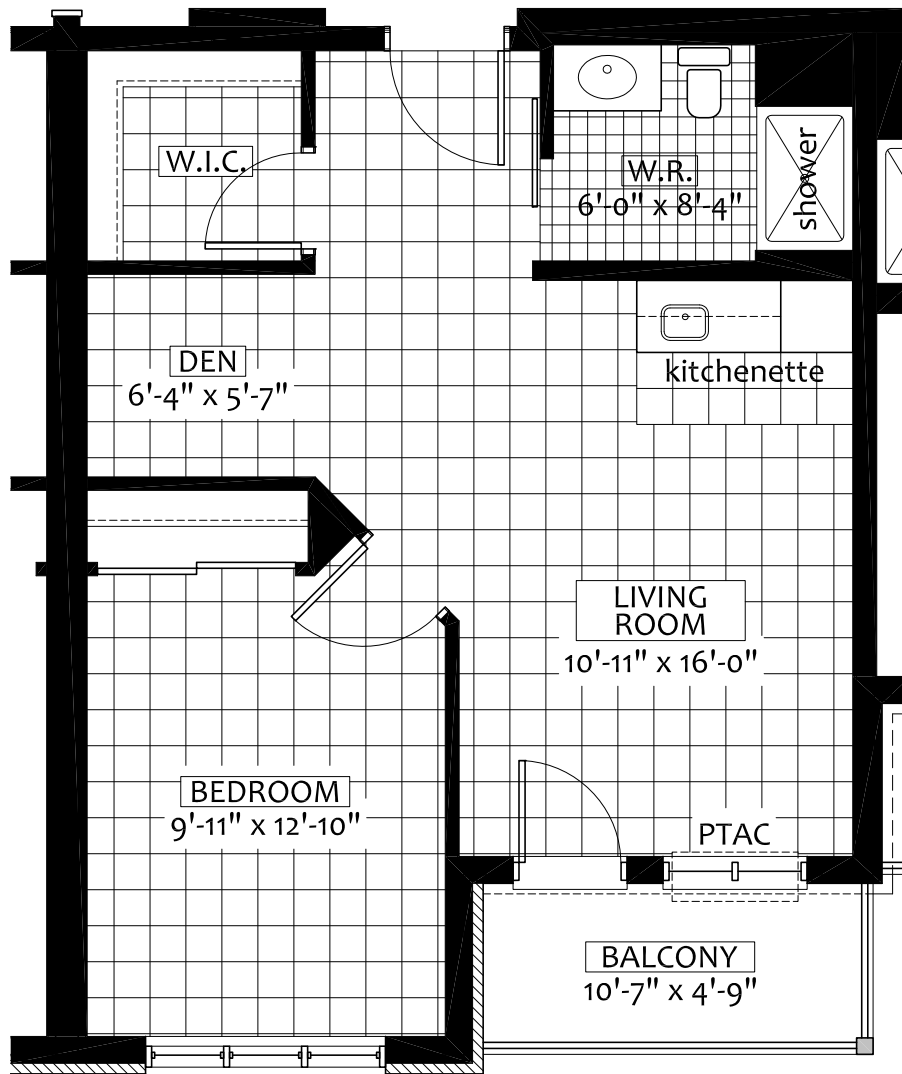 W.I.C.
W.R.
6'-0" x 8'-4"
shower
DEN
6'-4" x 5'-7"
kitchenette
LIVING
ROOM
10'-11" x 16'-0"
BEDROOM
9'-11" x 12'-10"
PTAC
BALCONY
10'-7" x 4'-9"